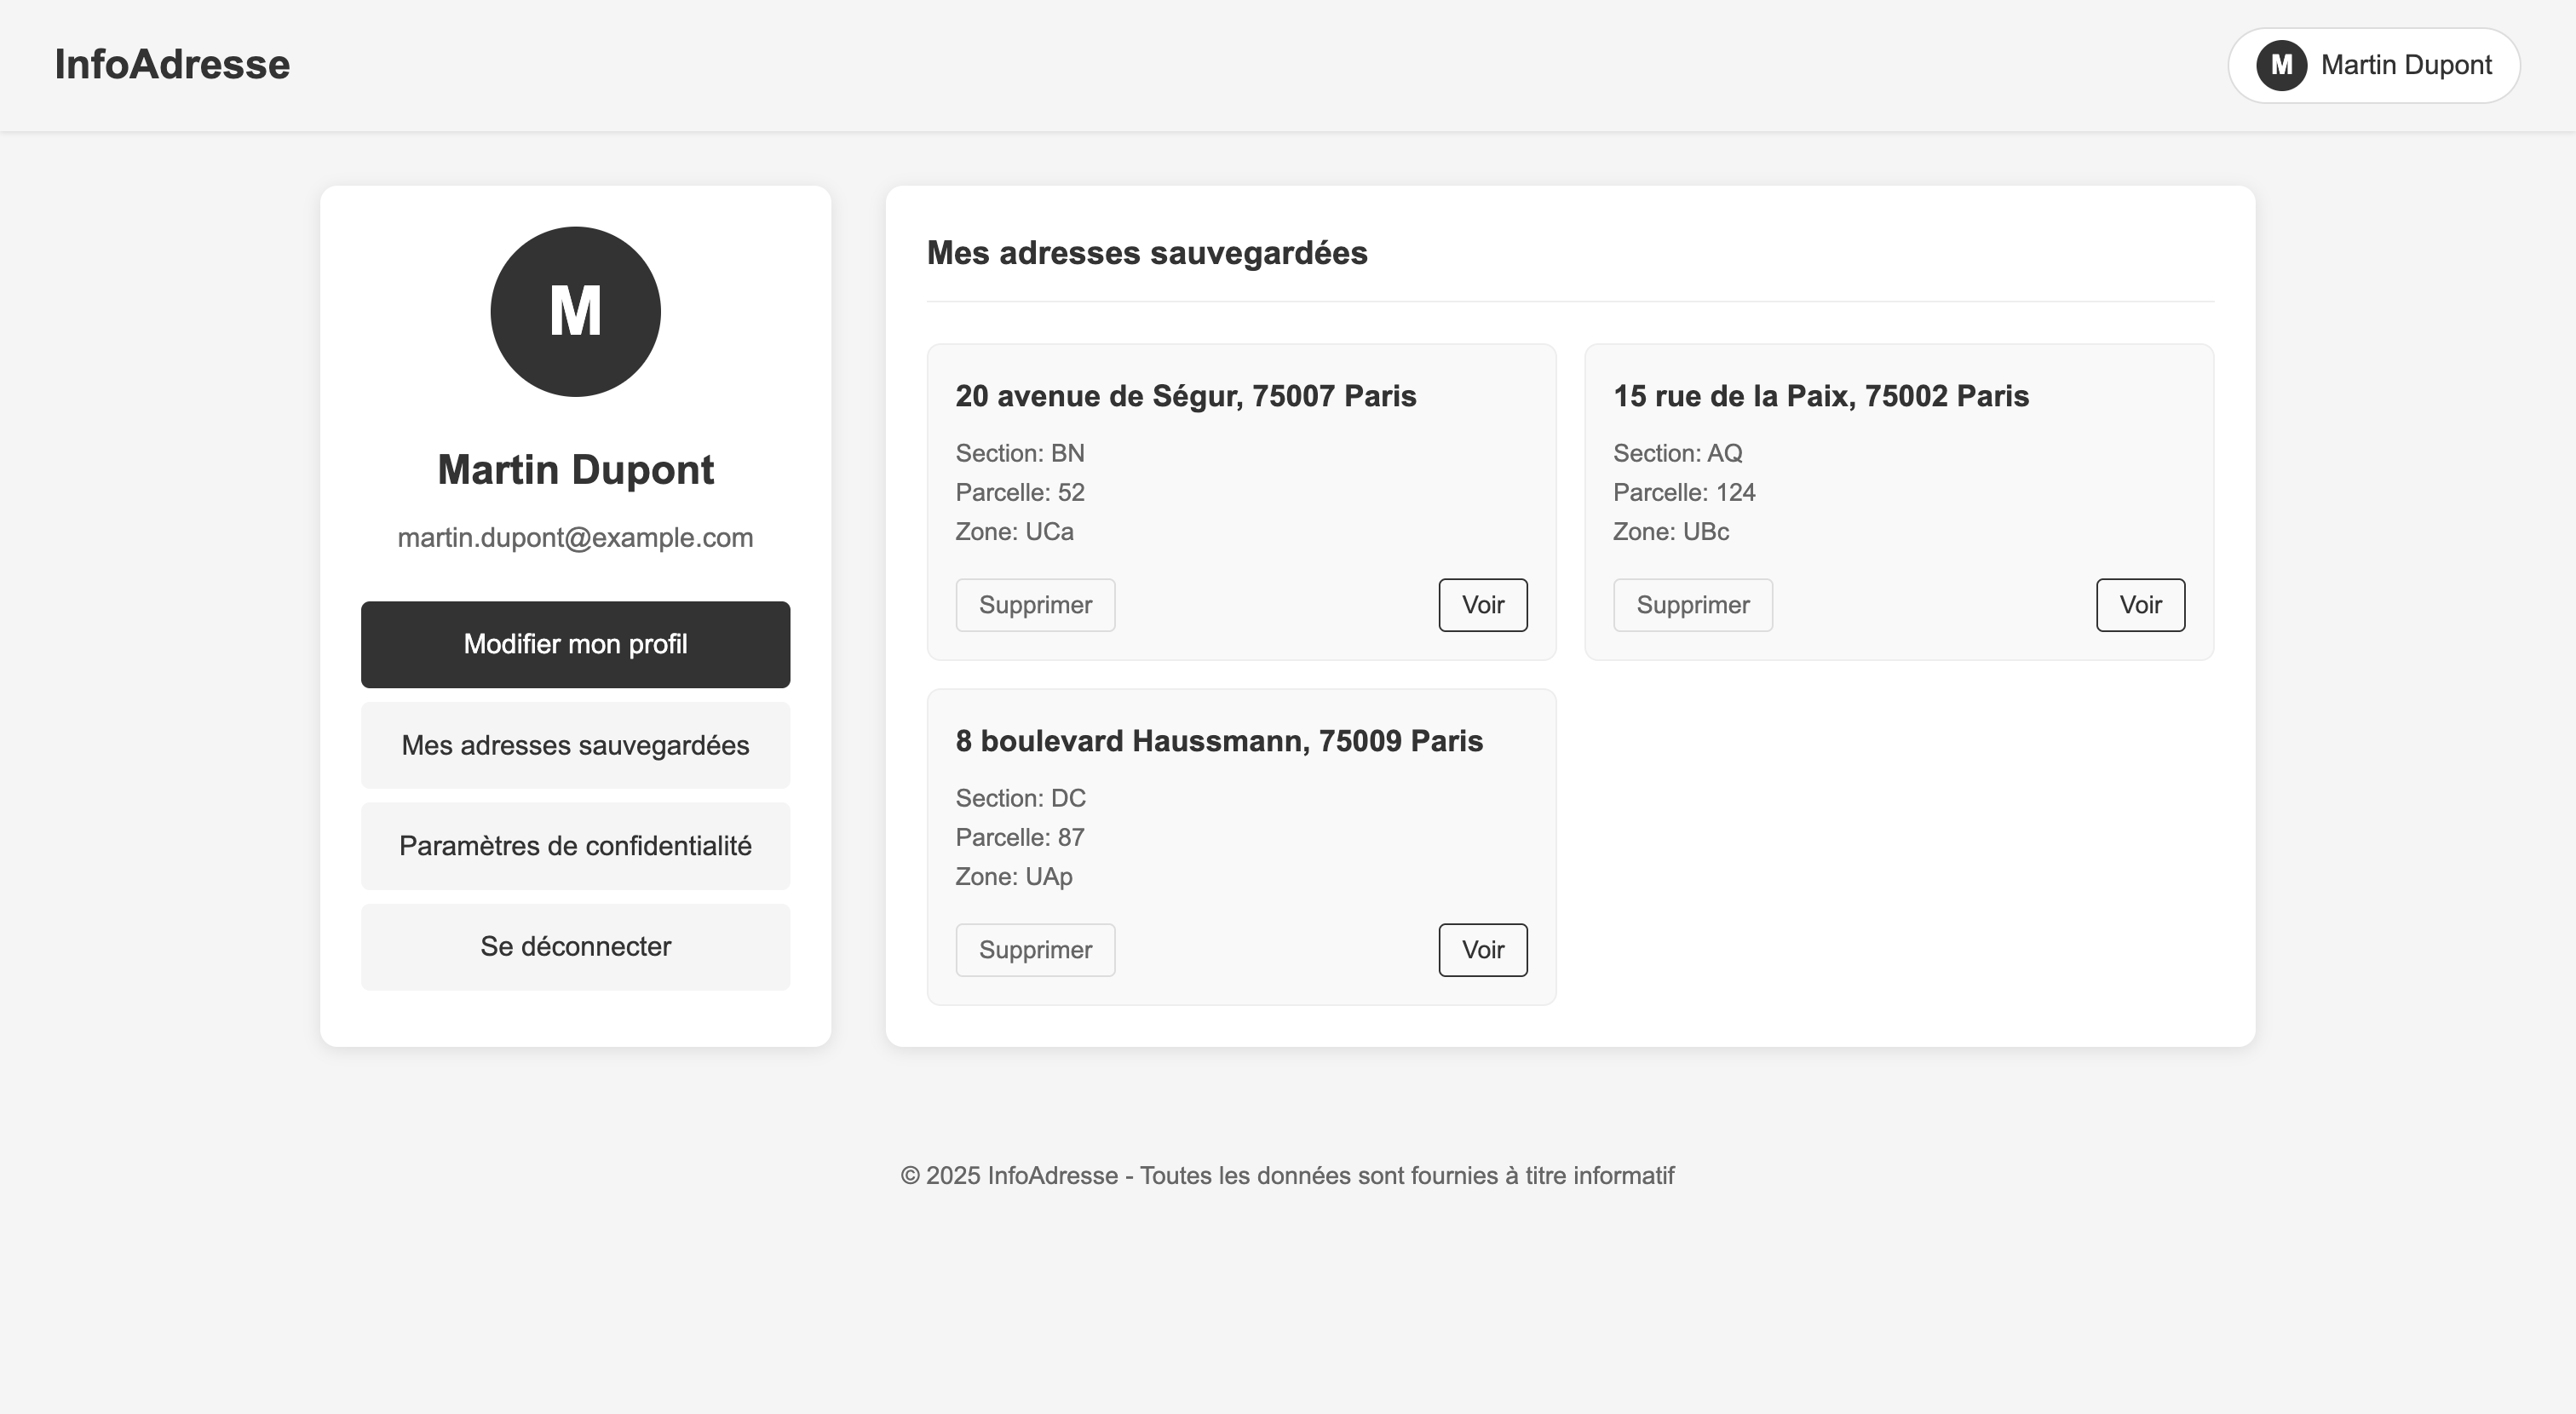 InfoAdresse
M Martin Dupont
M
Martin Dupont
martin.dupont@example.com
Modifier mon profil
Mes adresses sauvegardées
Paramètres de confidentialité
Se déconnecter
Mes adresses sauvegardées
20 avenue de Ségur, 75007 Paris
Section: BN
Parcelle: 52
Zone: UCa
Supprimer
Voir
15 rue de la Paix, 75002 Paris
Section: AQ
Parcelle: 124
Zone: UBc
Supprimer
Voir
8 boulevard Haussmann, 75009 Paris
Section: DC
Parcelle: 87
Zone: UAp
Supprimer
Voir
© 2025 InfoAdresse - Toutes les données sont fournies à titre informatif